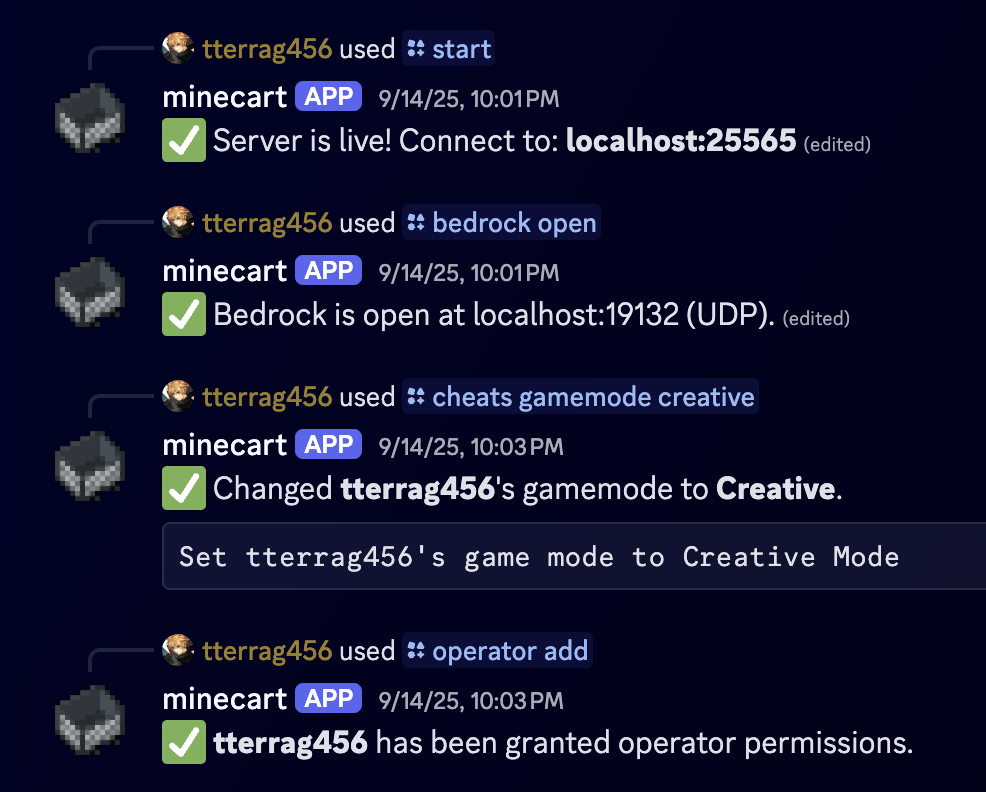 tterrag456 used start
minecart APP 9/14/25, 10:01 PM
✅ Server is live! Connect to: localhost:25565 (edited)
tterrag456 used bedrock open
minecart APP 9/14/25, 10:01 PM
✅ Bedrock is open at localhost:19132 (UDP). (edited)
tterrag456 used cheats gamemode creative
minecart APP 9/14/25, 10:03 PM
✅ Changed tterrag456's gamemode to Creative.
Set tterrag456's game mode to Creative Mode
tterrag456 used operator add
minecart APP 9/14/25, 10:03 PM
✅ tterrag456 has been granted operator permissions.